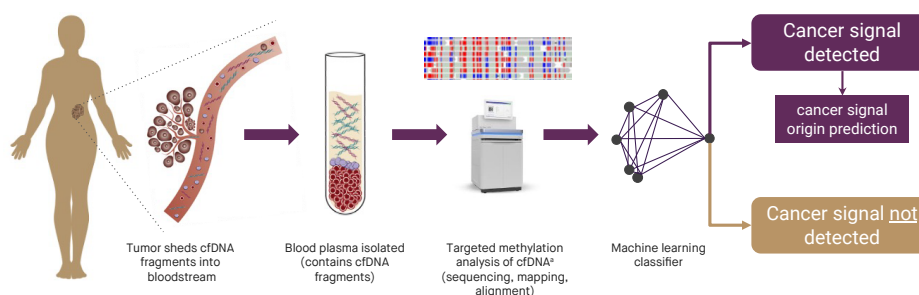 Cancer signal
detected
cancer signal
origin prediction
Cancer signal not
detected
Tumor sheds cfDNA
fragments into
bloodstream
Blood plasma isolated
(contains cfDNA
fragments)
Targeted methylation
analysis of cfDNAª
(sequencing, mapping,
alignment)
Machine learning
classifier